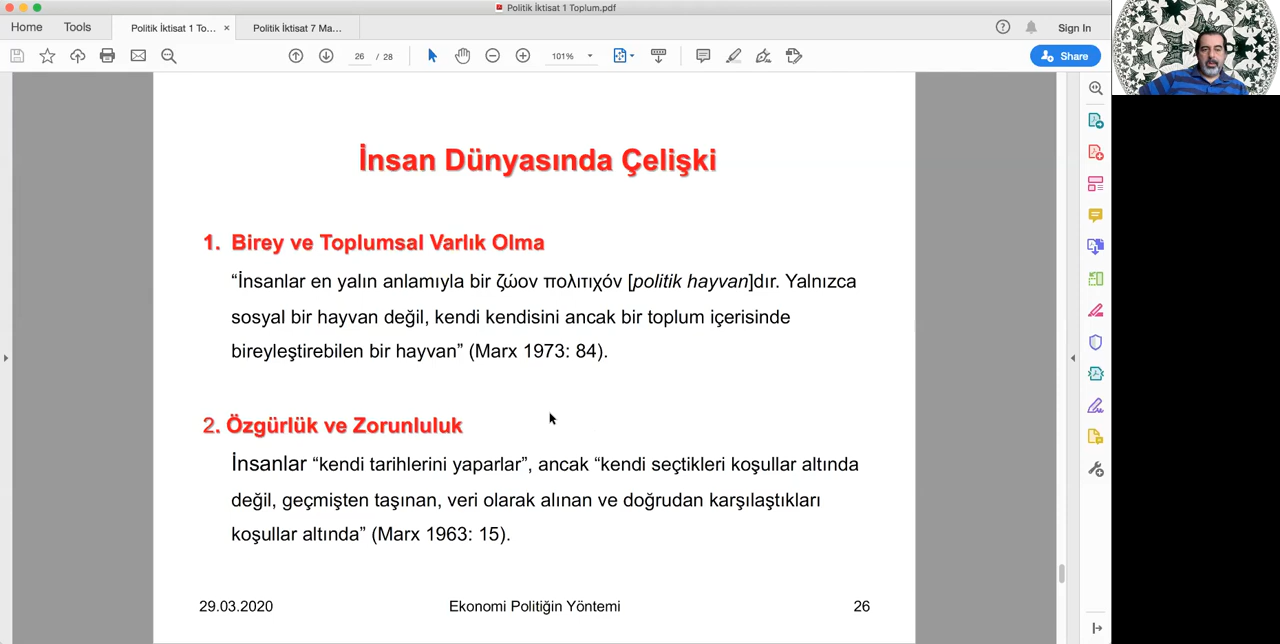 Politik İktisat 1 Toplum.pdf
Home Tools Politik İktisat 1 To... × Politik İktisat 7 Ma... Sign In
26 / 28 101% Share
İnsan Dünyasında Çelişki
1. Birey ve Toplumsal Varlık Olma
“İnsanlar en yalın anlamıyla bir ζώον πολιτιχόν [politik hayvan]dır. Yalnızca
sosyal bir hayvan değil, kendi kendisini ancak bir toplum içerisinde
bireyleştirebilen bir hayvan” (Marx 1973: 84).
2. Özgürlük ve Zorunluluk
İnsanlar “kendi tarihlerini yaparlar”, ancak “kendi seçtikleri koşullar altında
değil, geçmişten taşınan, veri olarak alınan ve doğrudan karşılaştıkları
koşullar altında” (Marx 1963: 15).
29.03.2020 Ekonomi Politiğin Yöntemi 26